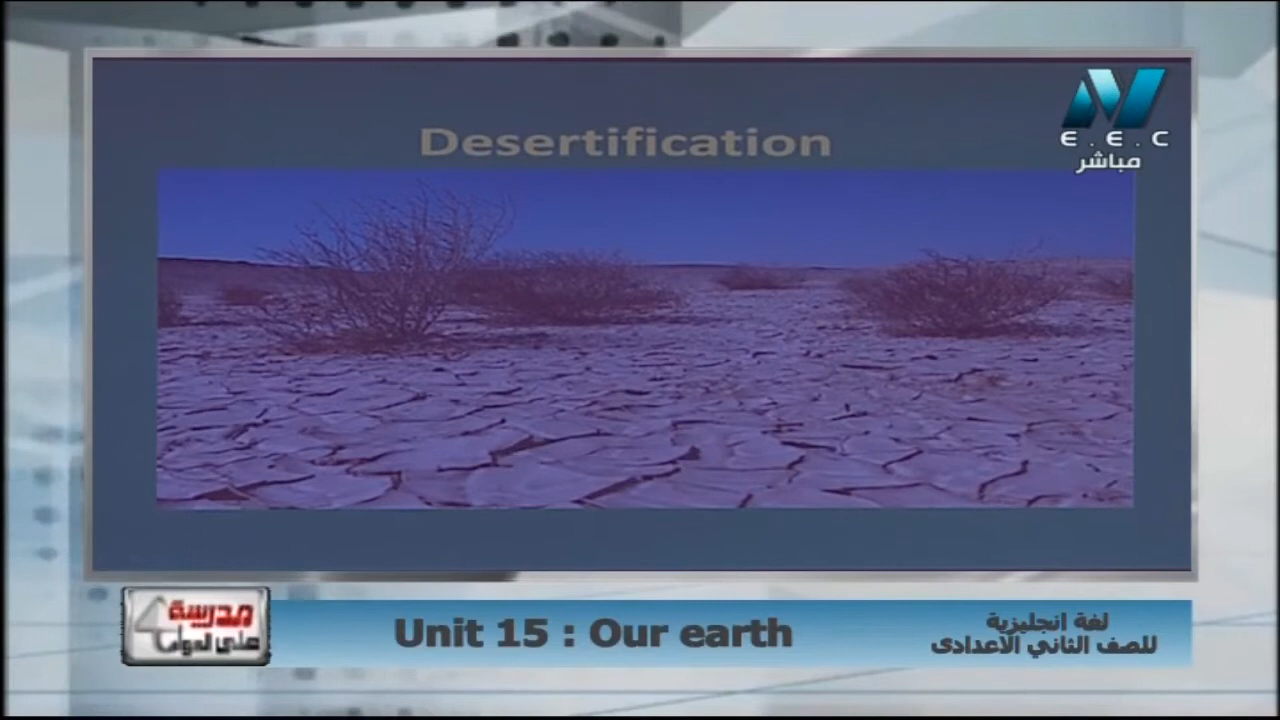 Desertification
E . E . C
مباشر
مدرسة
على الهواء
Unit 15 : Our earth
لغة انجليزية
للصف الثاني الاعدادى